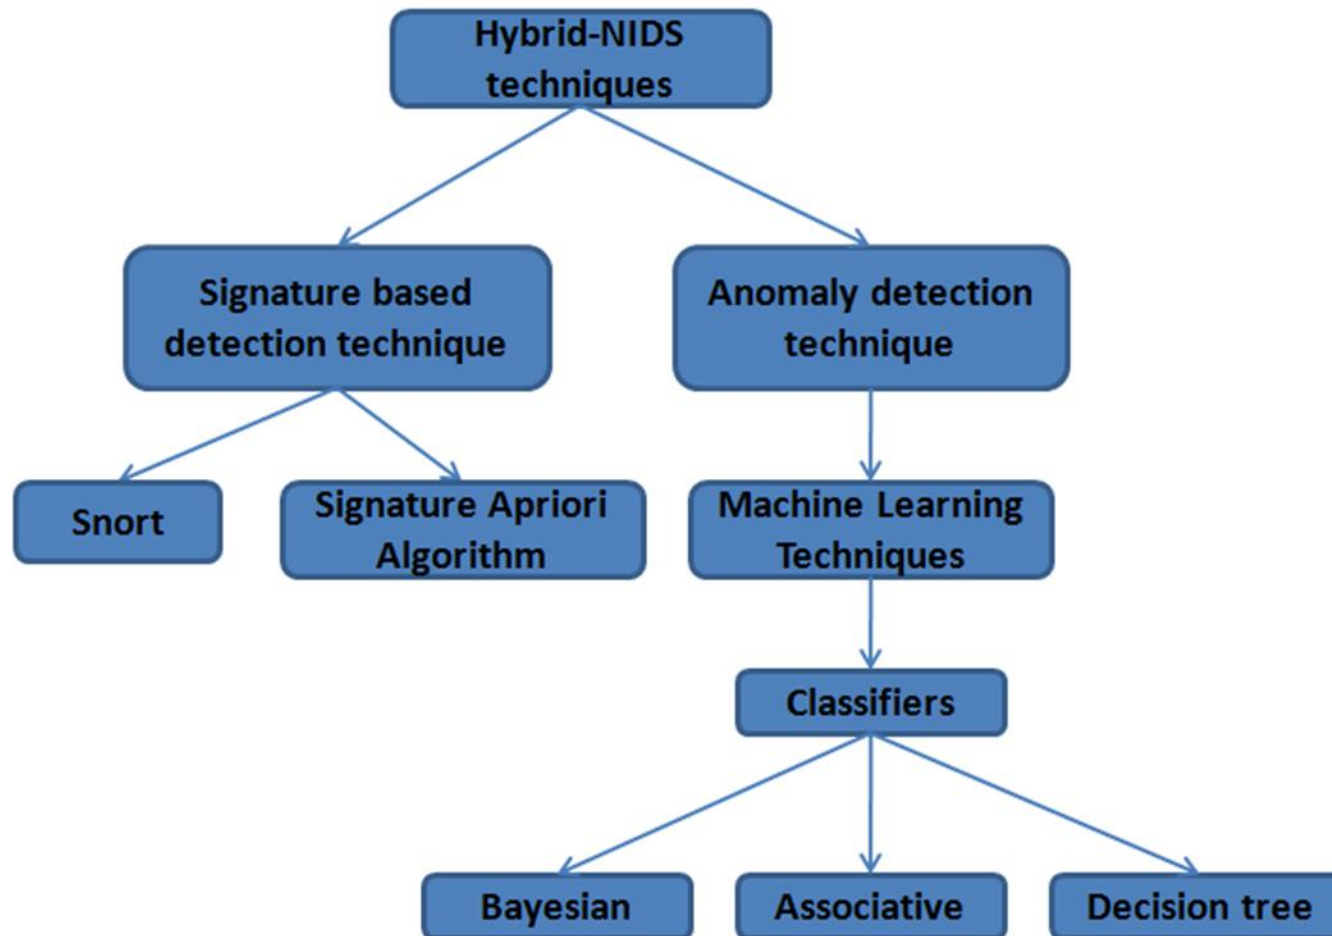 Hybrid-NIDS
techniques
Signature based
detection technique
Anomaly detection
technique
Snort
Signature Apriori
Algorithm
Machine Learning
Techniques
Classifiers
Bayesian
Associative
Decision tree